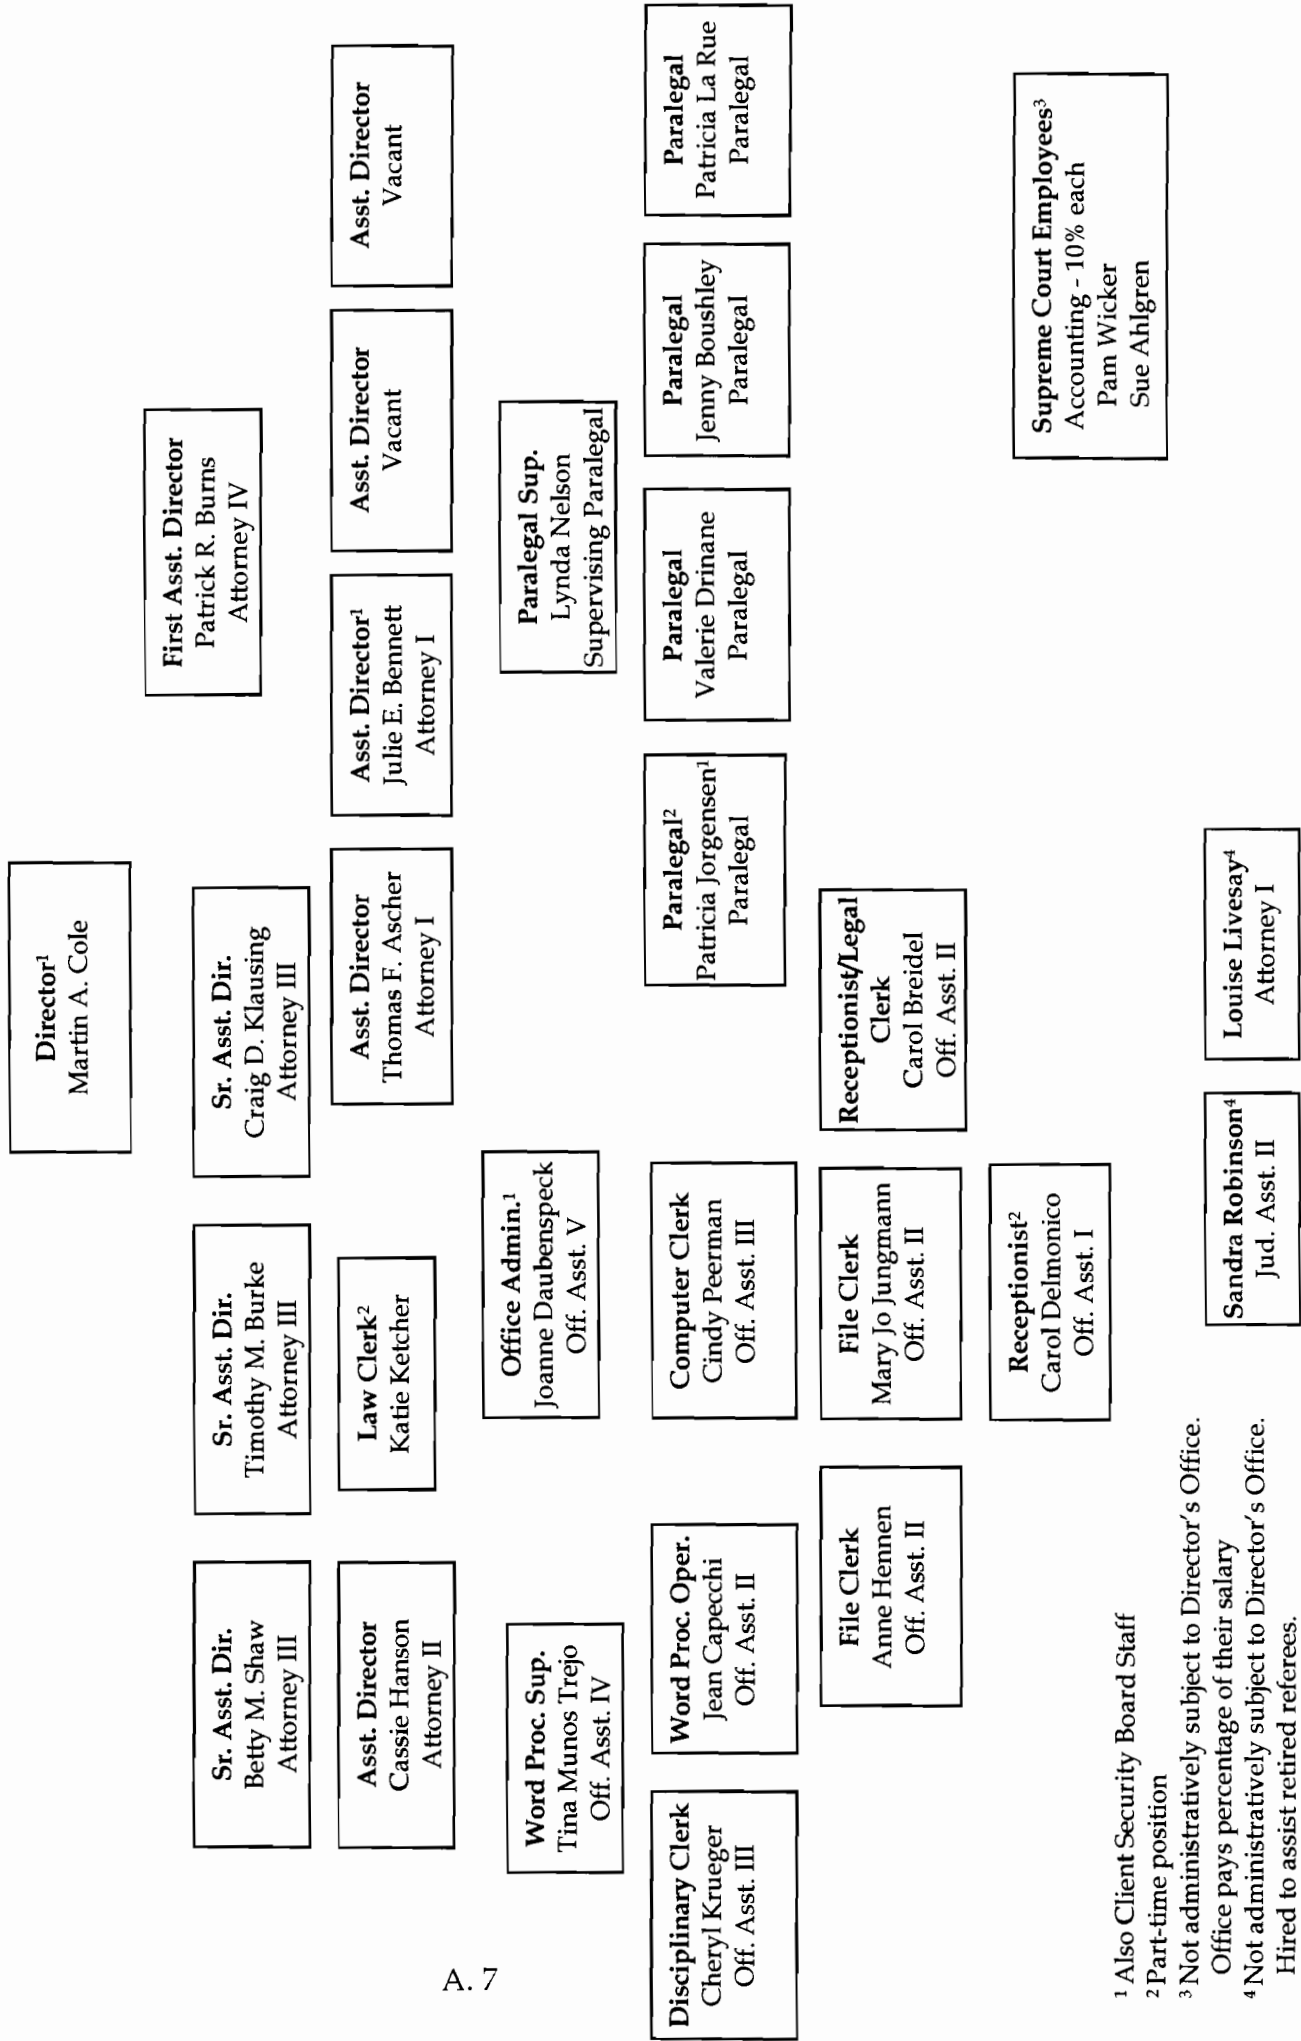 Director¹
Martin A. Cole
First Asst. Director
Patrick R. Burns
Attorney IV
Sr. Asst. Dir.
Betty M. Shaw
Attorney III
Sr. Asst. Dir.
Timothy M. Burke
Attorney III
Sr. Asst. Dir.
Craig D. Klausing
Attorney III
Asst. Director
Cassie Hanson
Attorney II
Law Clerk²
Katie Ketcher
Asst. Director
Thomas F. Ascher
Attorney I
Asst. Director¹
Julie E. Bennett
Attorney I
Asst. Director
Vacant
Asst. Director
Vacant
Word Proc. Sup.
Tina Munos Trejo
Off. Asst. IV
Office Admin.¹
Joanne Daubenspeck
Off. Asst. V
Paralegal Sup.
Lynda Nelson
Supervising Paralegal
Disciplinary Clerk
Cheryl Krueger
Off. Asst. III
Word Proc. Oper.
Jean Capecchi
Off. Asst. II
Computer Clerk
Cindy Peerman
Off. Asst. III
Paralegal²
Patricia Jorgensen¹
Paralegal
Paralegal
Valerie Drinane
Paralegal
Paralegal
Jenny Boushley
Paralegal
Paralegal
Patricia La Rue
Paralegal
File Clerk
Anne Hennen
Off. Asst. II
File Clerk
Mary Jo Jungmann
Off. Asst. II
Receptionist/Legal
Clerk
Carol Breidel
Off. Asst. II
Receptionist²
Carol Delmonico
Off. Asst. I
Supreme Court Employees³
Accounting - 10% each
Pam Wicker
Sue Ahlgren
Sandra Robinson⁴
Jud. Asst. II
Louise Livesay⁴
Attorney I
¹ Also Client Security Board Staff
² Part-time position
³ Not administratively subject to Director's Office.
Office pays percentage of their salary
⁴ Not administratively subject to Director's Office.
Hired to assist retired referees.
A. 7